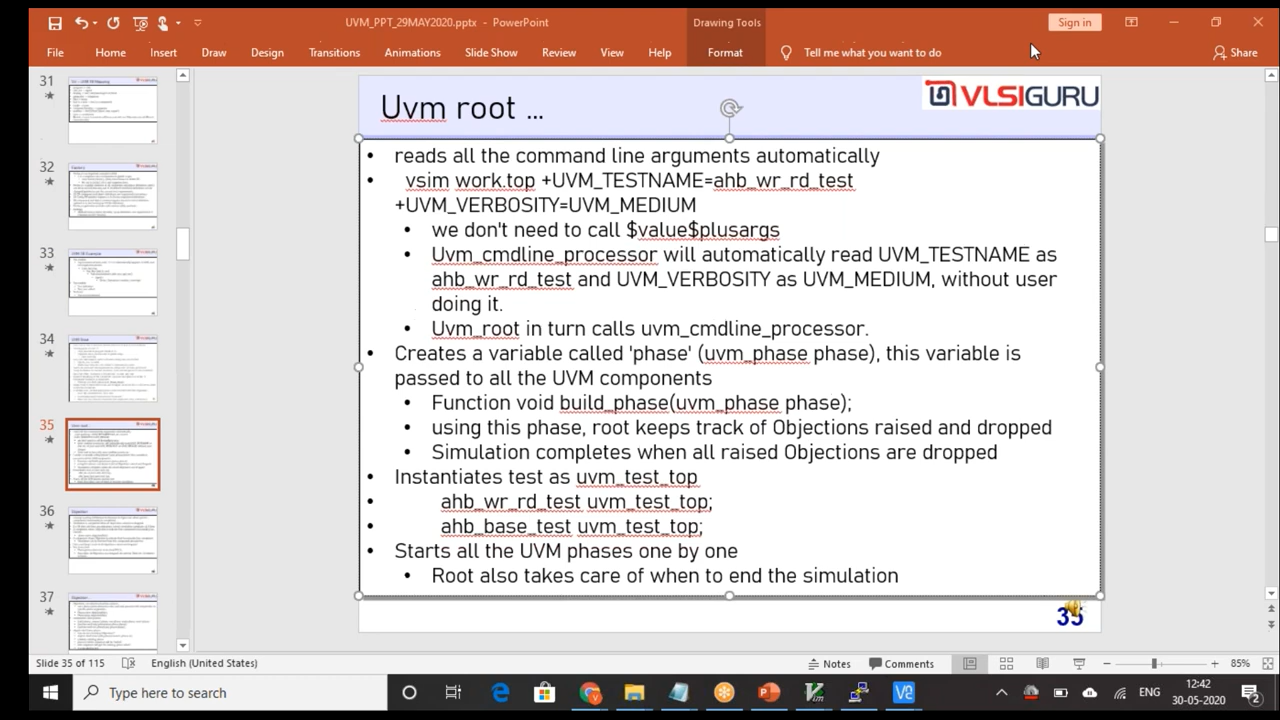 UVM_PPT_29MAY2020.pptx - PowerPoint
Drawing Tools
Sign in
File Home Insert Draw Design Transitions Animations Slide Show Review View Help Format Tell me what you want to do Share
31
32
33
34
35
36
37
Uvm root ...
VLSIGURU
• reads all the command line arguments automatically
• vsim work.top +UVM_TESTNAME=ahb_wr_rd_test
+UVM_VERBOSITY=UVM_MEDIUM
• we don't need to call $value$plusargs
• Uvm_cmdline_processor will automatically read UVM_TESTNAME as
ahb_wr_rd_test and UVM_VERBOSITY as UVM_MEDIUM, without user
doing it.
• Uvm_root in turn calls uvm_cmdline_processor.
• Creates a variable called 'phase' (uvm_phase phase), this variable is
passed to all the UVM components
• Function void build_phase(uvm_phase phase);
• using this phase, root keeps track of Objections raised and dropped
• Simulation completes when all raised Objections are dropped
• Instaniates test as uvm_test_top
• ahb_wr_rd_test uvm_test_top;
• ahb_base_test uvm_test_top;
• Starts all the UVM phases one by one
• Root also takes care of when to end the simulation
35
Slide 35 of 115 English (United States) Notes Comments 85%
Type here to search
ENG
12:42
30-05-2020
2